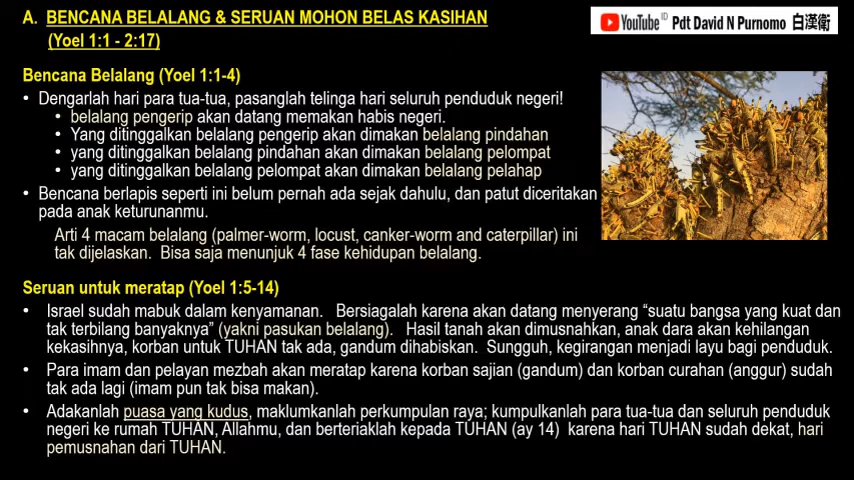 A. BENCANA BELALANG & SERUAN MOHON BELAS KASIHAN
(Yoel 1:1 - 2:17)
YouTube ID Pdt David N Purnomo 白漢衛
Bencana Belalang (Yoel 1:1-4)
• Dengarlah hari para tua-tua, pasanglah telinga hari seluruh penduduk negeri!
• belalang pengerip akan datang memakan habis negeri.
• Yang ditinggalkan belalang pengerip akan dimakan belalang pindahan
• yang ditinggalkan belalang pindahan akan dimakan belalang pelompat
• yang ditinggalkan belalang pelompat akan dimakan belalang pelahap
• Bencana berlapis seperti ini belum pernah ada sejak dahulu, dan patut diceritakan
pada anak keturunanmu.
Arti 4 macam belalang (palmer-worm, locust, canker-worm and caterpillar) ini
tak dijelaskan. Bisa saja menunjuk 4 fase kehidupan belalang.
Seruan untuk meratap (Yoel 1:5-14)
• Israel sudah mabuk dalam kenyamanan. Bersiagalah karena akan datang menyerang “suatu bangsa yang kuat dan
tak terbilang banyaknya” (yakni pasukan belalang). Hasil tanah akan dimusnahkan, anak dara akan kehilangan
kekasihnya, korban untuk TUHAN tak ada, gandum dihabiskan. Sungguh, kegirangan menjadi layu bagi penduduk.
• Para imam dan pelayan mezbah akan meratap karena korban sajian (gandum) dan korban curahan (anggur) sudah
tak ada lagi (imam pun tak bisa makan).
• Adakanlah puasa yang kudus, maklumkanlah perkumpulan raya; kumpulkanlah para tua-tua dan seluruh penduduk
negeri ke rumah TUHAN, Allahmu, dan berteriaklah kepada TUHAN (ay 14) karena hari TUHAN sudah dekat, hari
pemusnahan dari TUHAN.